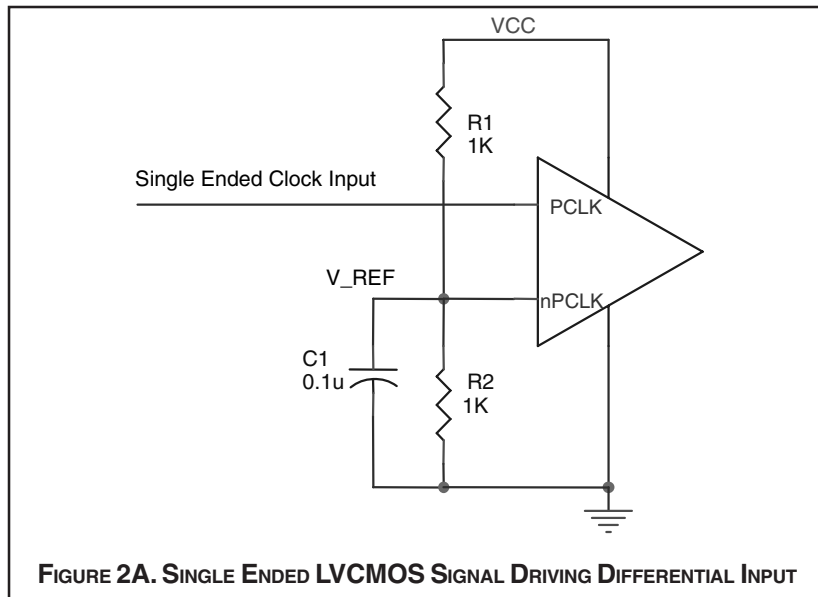 VCC
R1
1K
Single Ended Clock Input
PCLK
V_REF
nPCLK
C1
0.1u
R2
1K
FIGURE 2A. SINGLE ENDED LVCMOS SIGNAL DRIVING DIFFERENTIAL INPUT